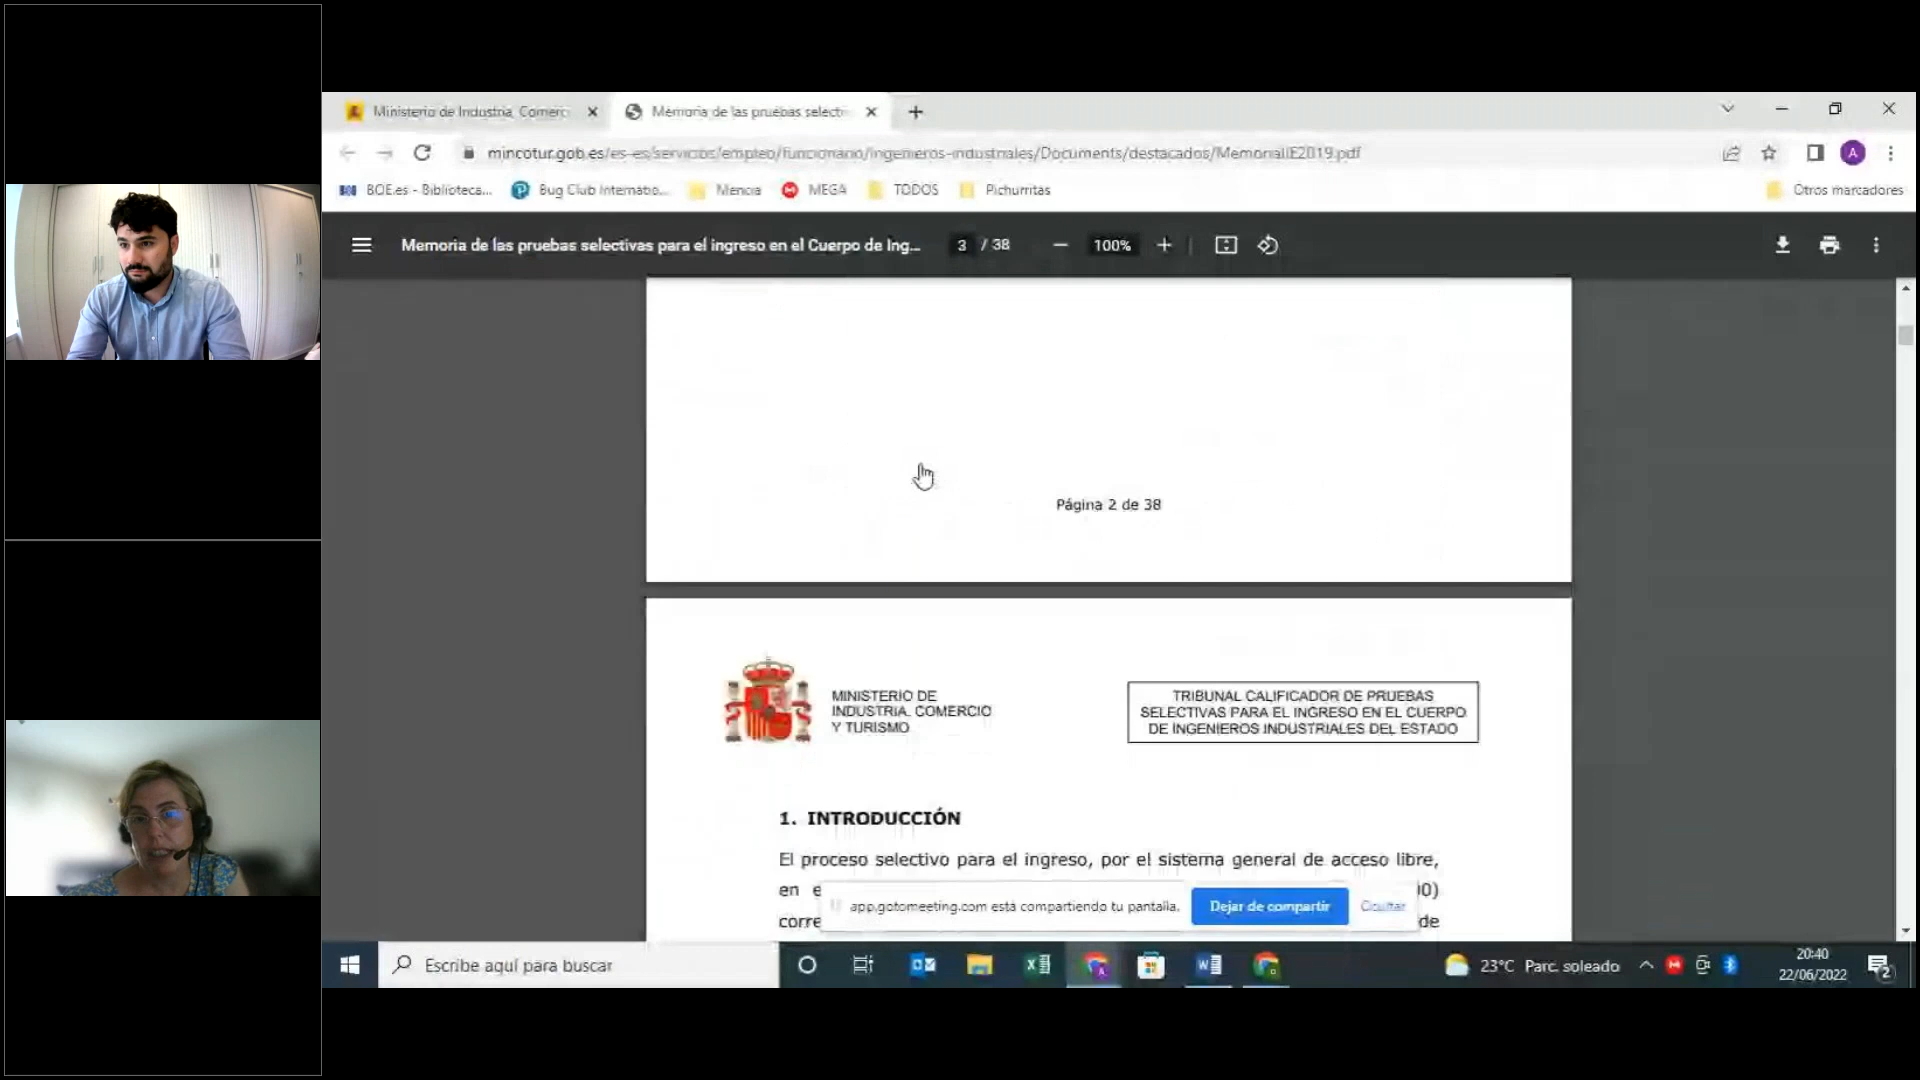 Ministerio de Industria, Comerc
Memoria de las pruebas selecti
mincotur.gob.es/es-es/servicios/empleo/funcionario/ingenieros-industriales/Documents/destacados/MemoriaIIE2019.pdf
A
BOE.es - Biblioteca...
Bug Club Internatio...
Mencia
MEGA
TODOS
Pichurritas
Otros marcadores
Memoria de las pruebas selectivas para el ingreso en el Cuerpo de Ing...
3 / 38
100%
Página 2 de 38
MINISTERIO DE
INDUSTRIA, COMERCIO
Y TURISMO
TRIBUNAL CALIFICADOR DE PRUEBAS
SELECTIVAS PARA EL INGRESO EN EL CUERPO
DE INGENIEROS INDUSTRIALES DEL ESTADO
1. INTRODUCCIÓN
El proceso selectivo para el ingreso, por el sistema general de acceso libre,
en e
00)
corre
de
app.gotomeeting.com está compartiendo tu pantalla.
Dejar de compartir
Ocultar
Escribe aquí para buscar
23°C Parc. soleado
20:40
22/06/2022
2